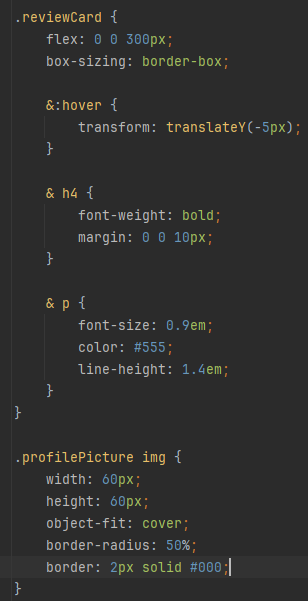 .reviewCard {
    flex: 0 0 300px;
    box-sizing: border-box;

    &:hover {
        transform: translateY(-5px);
    }

    & h4 {
        font-weight: bold;
        margin: 0 0 10px;
    }

    & p {
        font-size: 0.9em;
        color: #555;
        line-height: 1.4em;
    }
}

.profilePicture img {
    width: 60px;
    height: 60px;
    object-fit: cover;
    border-radius: 50%;
    border: 2px solid #000;
}